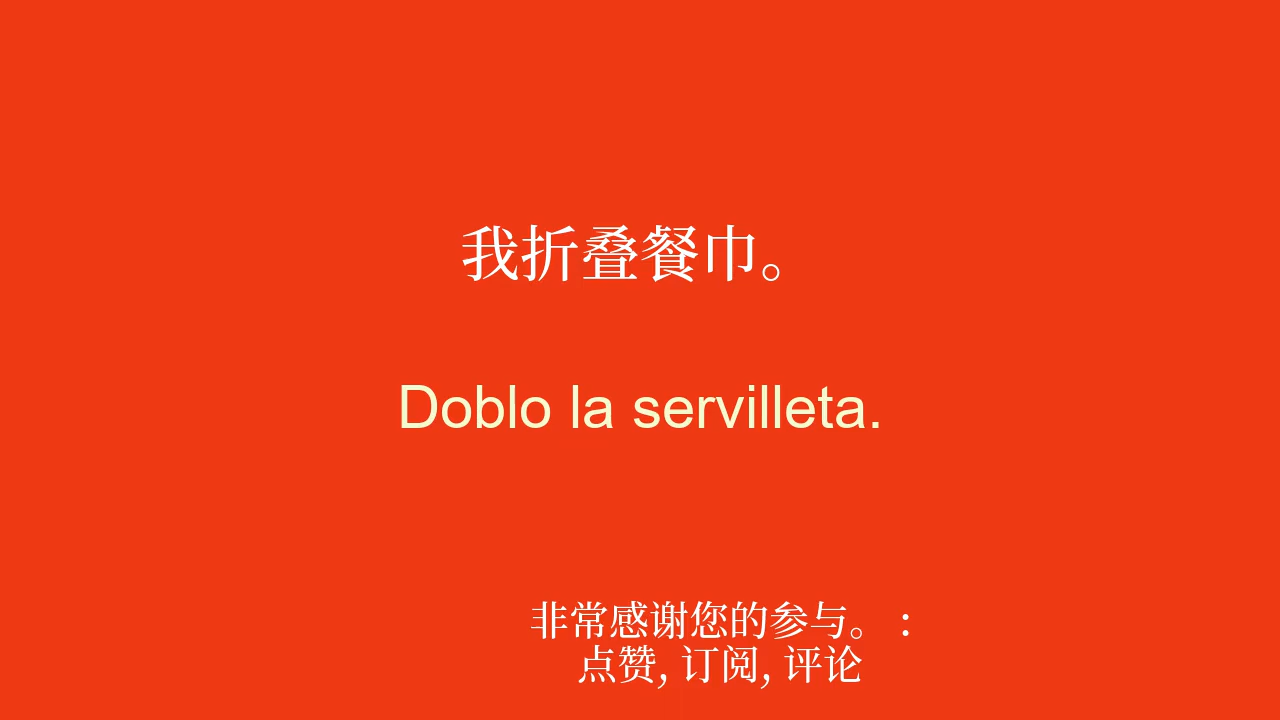 我折叠餐巾。
Doblo la servilleta.
非常感谢您的参与。 :
点赞, 订阅, 评论